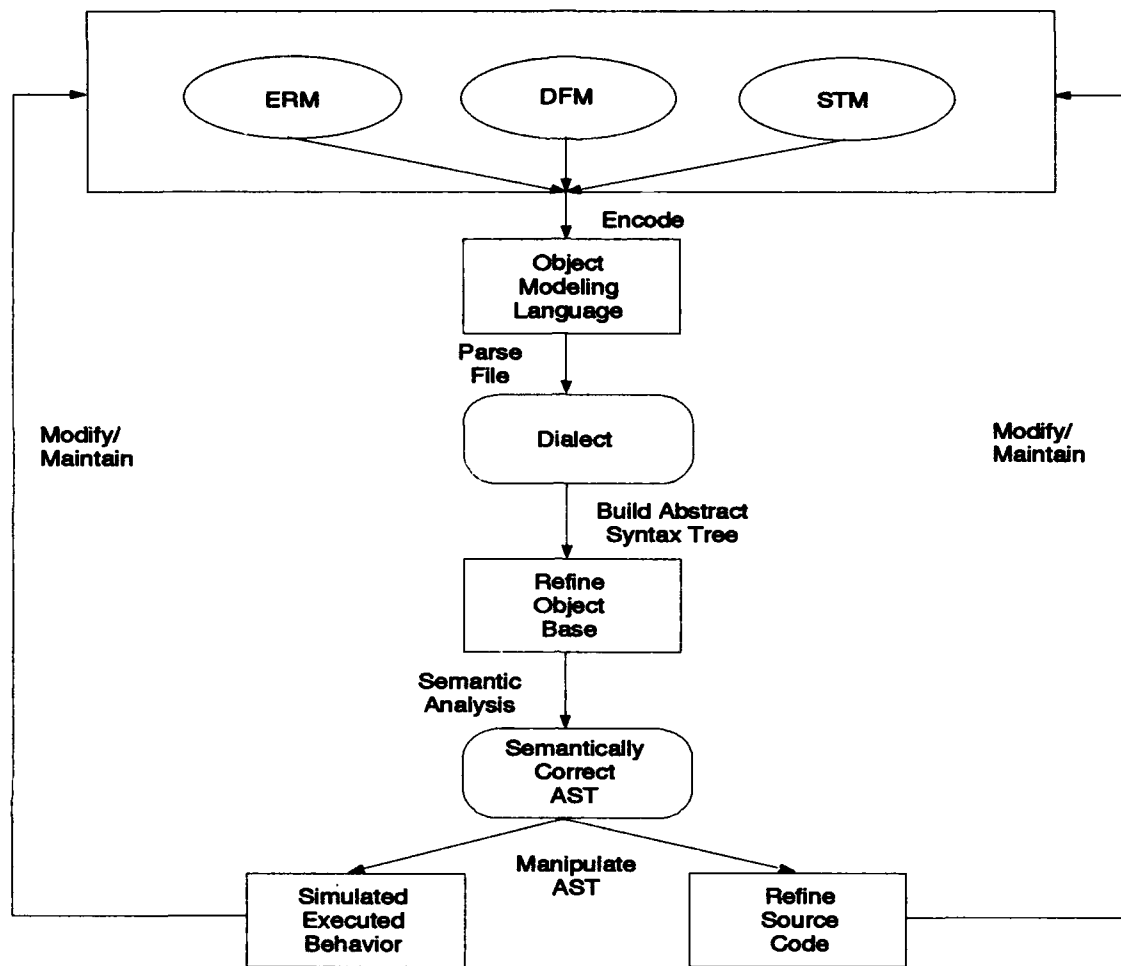 ERM
DFM
STM
Encode
Object
Modeling
Language
Parse
File
Dialect
Modify/
Maintain
Modify/
Maintain
Build Abstract
Syntax Tree
Refine
Object
Base
Semantic
Analysis
Semantically
Correct
AST
Manipulate
AST
Simulated
Executed
Behavior
Refine
Source
Code